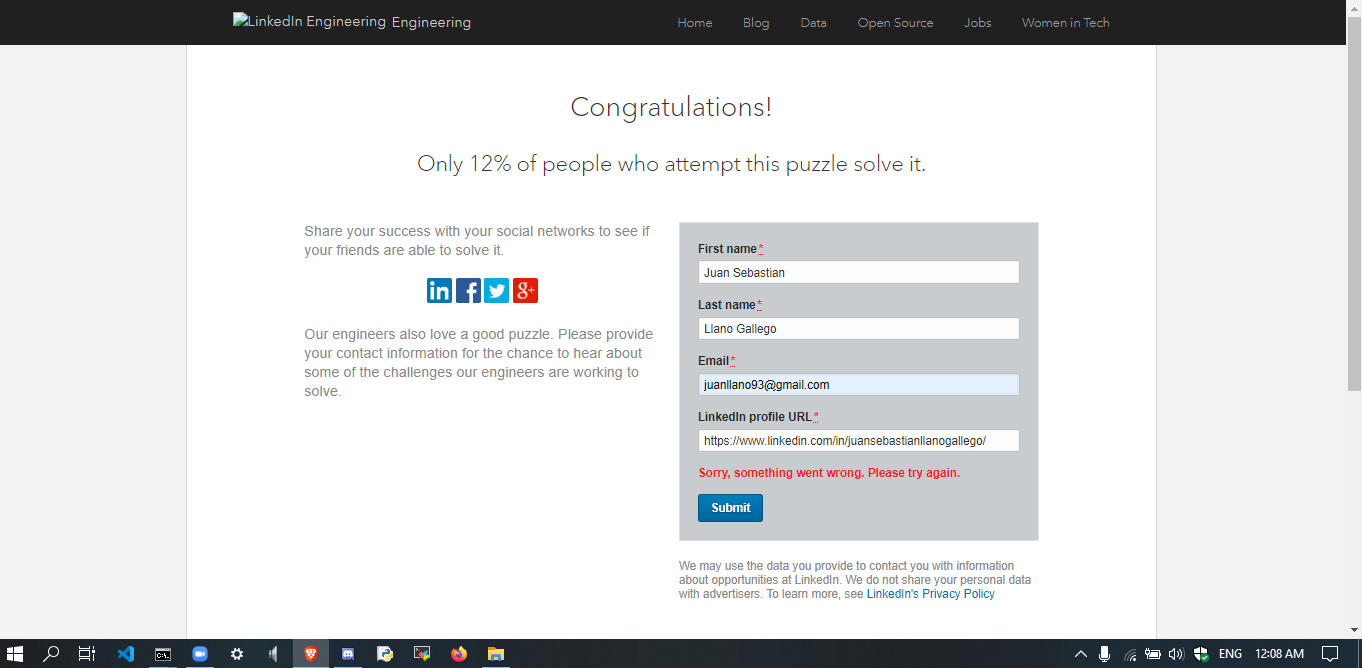 LinkedIn Engineering Engineering Home Blog Data Open Source Jobs Women in Tech
Congratulations!
Only 12% of people who attempt this puzzle solve it.
Share your success with your social networks to see if
your friends are able to solve it.
in f g+
Our engineers also love a good puzzle. Please provide
your contact information for the chance to hear about
some of the challenges our engineers are working to
solve.
First name*
Juan Sebastian
Last name*
Llano Gallego
Email*
juanllano93@gmail.com
LinkedIn profile URL*
https://www.linkedin.com/in/juansebastianllanogallego/
Sorry, something went wrong. Please try again.
Submit
We may use the data you provide to contact you with information
about opportunities at LinkedIn. We do not share your personal data
with advertisers. To learn more, see LinkedIn's Privacy Policy
ENG 12:08 AM